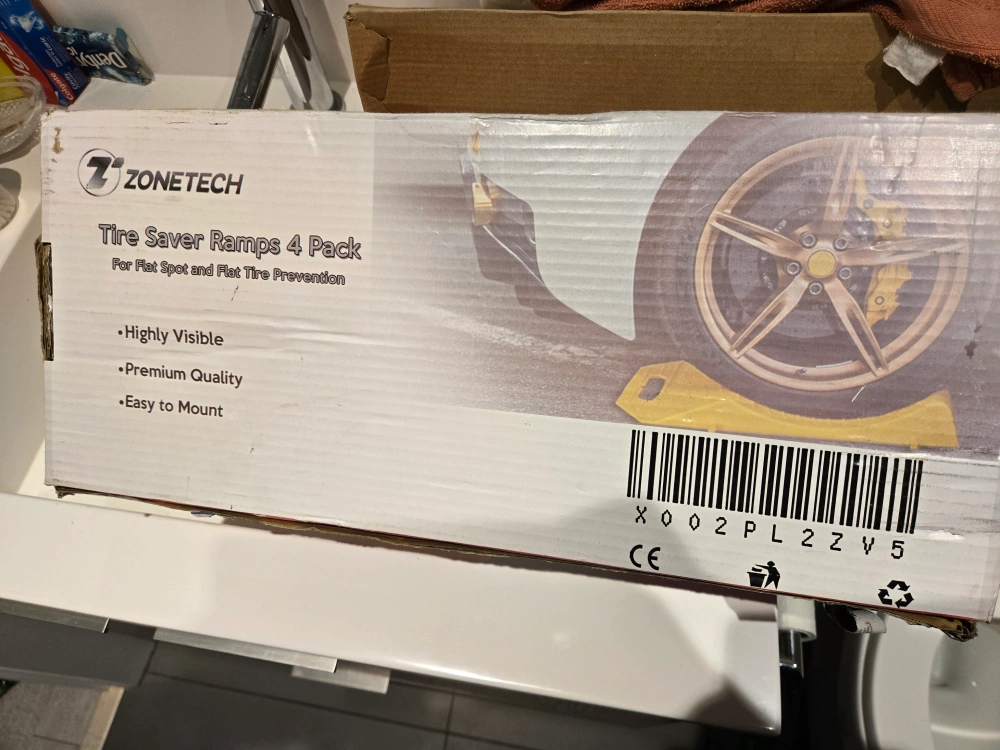 ZONETECH
Tire Saver Ramps 4 Pack
For Flat Spot and Flat Tire Prevention
•Highly Visible
•Premium Quality
•Easy to Mount
X002PL2ZV5
CE
Colgate